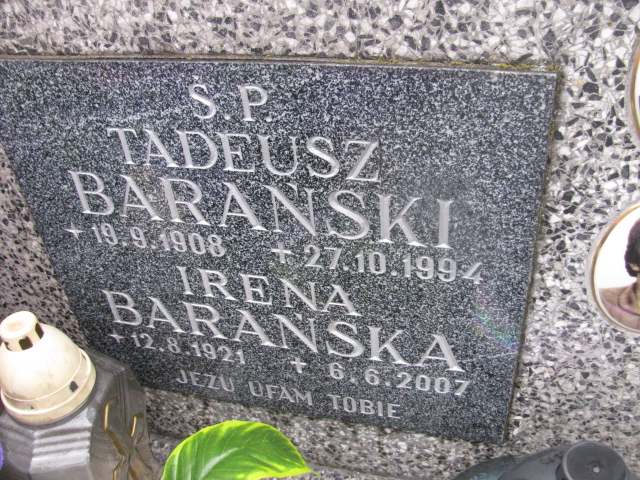 Ś.P.
TADEUSZ
BARAŃSKI
+ 19.9.1908 + 27.10.1994
IRENA
BARAŃSKA
+ 12.8.1921 + 6.6.2007
JEZU UFAM TOBIE